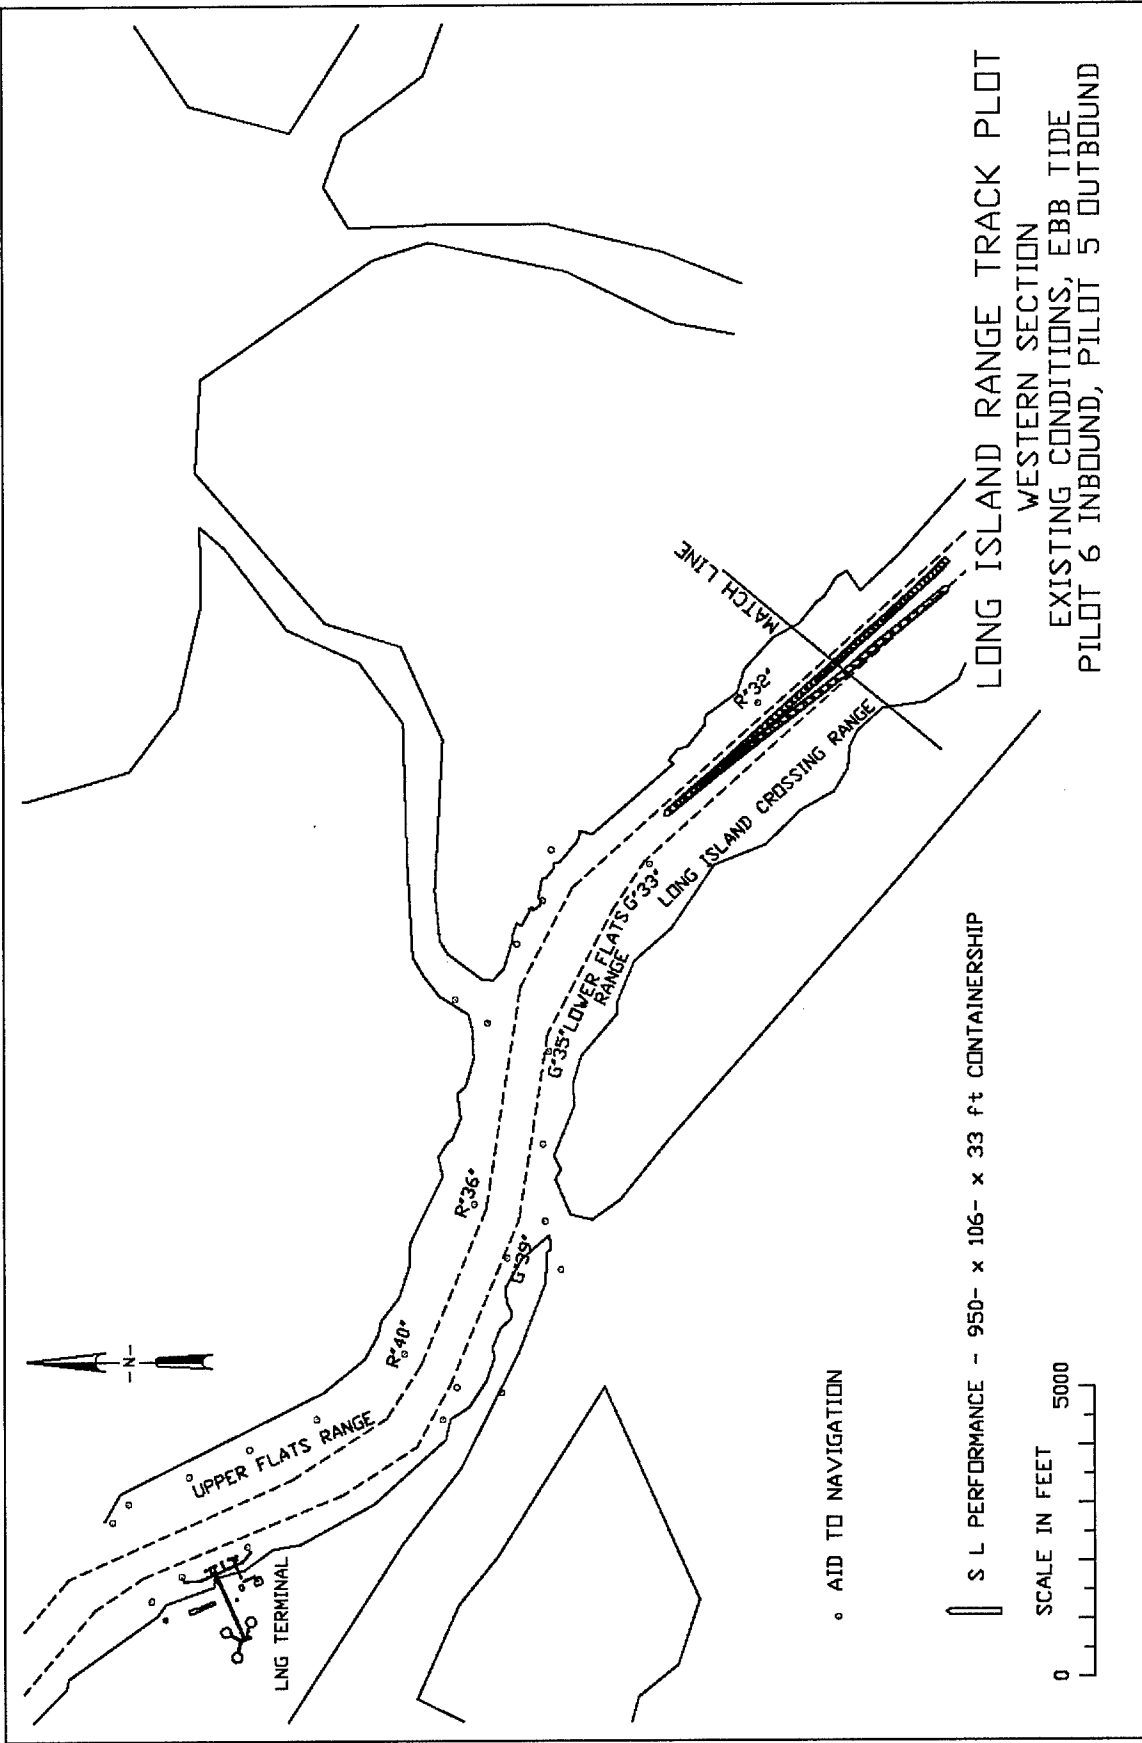 -N-
UPPER FLATS RANGE
LNG TERMINAL
R"40"
R"36"
G"39"
G"35"
LOWER FLATS
RANGE
G"33"
LONG ISLAND CROSSING RANGE
R"32"
MATCH LINE
AID TO NAVIGATION
S L PERFORMANCE - 950- x 106- x 33 ft CONTAINERSHIP
SCALE IN FEET
0 5000
LONG ISLAND RANGE TRACK PLOT
WESTERN SECTION
EXISTING CONDITIONS, EBB TIDE
PILOT 6 INBOUND, PILOT 5 OUTBOUND